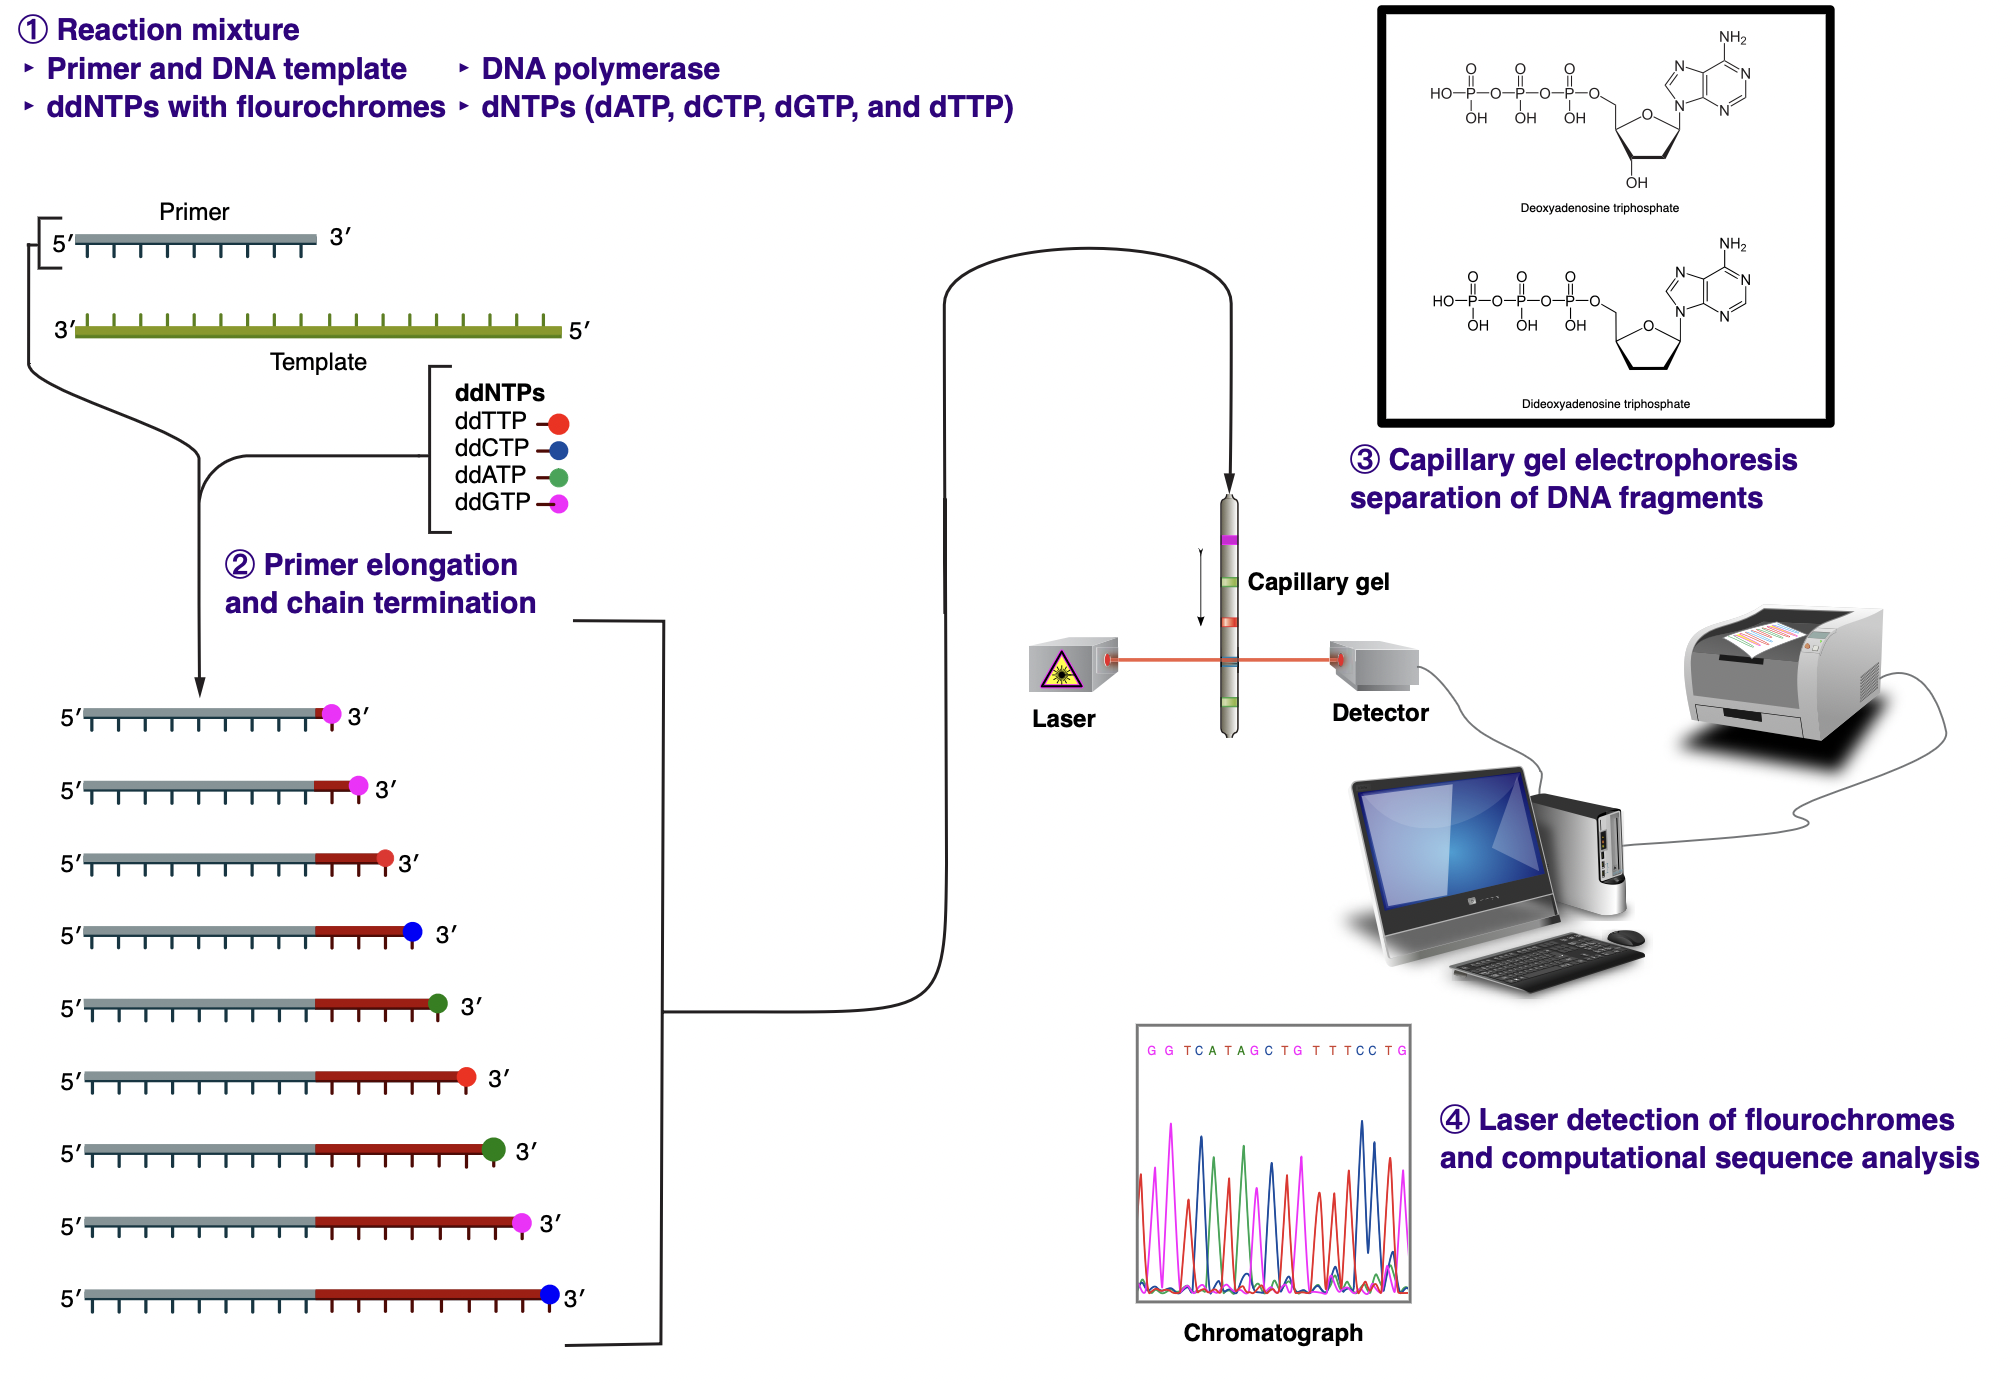 ① Reaction mixture
‣ Primer and DNA template ‣ DNA polymerase
‣ ddNTPs with flourochromes ‣ dNTPs (dATP, dCTP, dGTP, and dTTP)
Primer
5′ 3′
3′ 5′
Template
ddNTPs
ddTTP
ddCTP
ddATP
ddGTP
② Primer elongation
and chain termination
5′ 3′
5′ 3′
5′ 3′
5′ 3′
5′ 3′
5′ 3′
5′ 3′
5′ 3′
5′ 3′
NH₂
N N
O O O
HO P O P O P O
N N
OH OH OH
O
OH
Deoxyadenosine triphosphate
NH₂
N N
O O O
HO P O P O P O
N N
OH OH OH
O
Dideoxyadenosine triphosphate
③ Capillary gel electrophoresis
separation of DNA fragments
Capillary gel
Laser
Detector
G G T C A T A G C T G T T T C C T G
Chromatograph
④ Laser detection of flourochromes
and computational sequence analysis